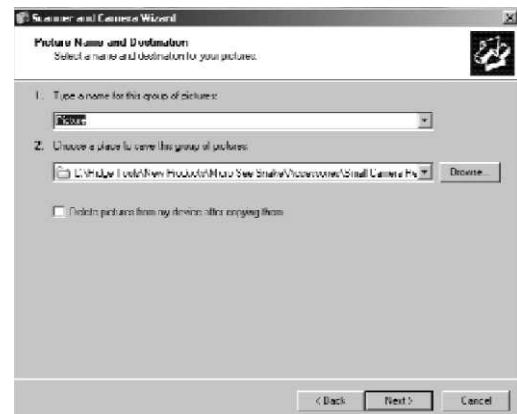 Scanner and Camera Wizard
Picture Name and Destination
Select a name and destination for your pictures.
1. Type a name for this group of pictures:
Picture
2. Choose a place to save this group of pictures:
\Ridge Tools\New Products\Micro See Snake\Accessories\Small Camera Re
Browse...
Delete pictures from my device after copying them
< Back Next > Cancel